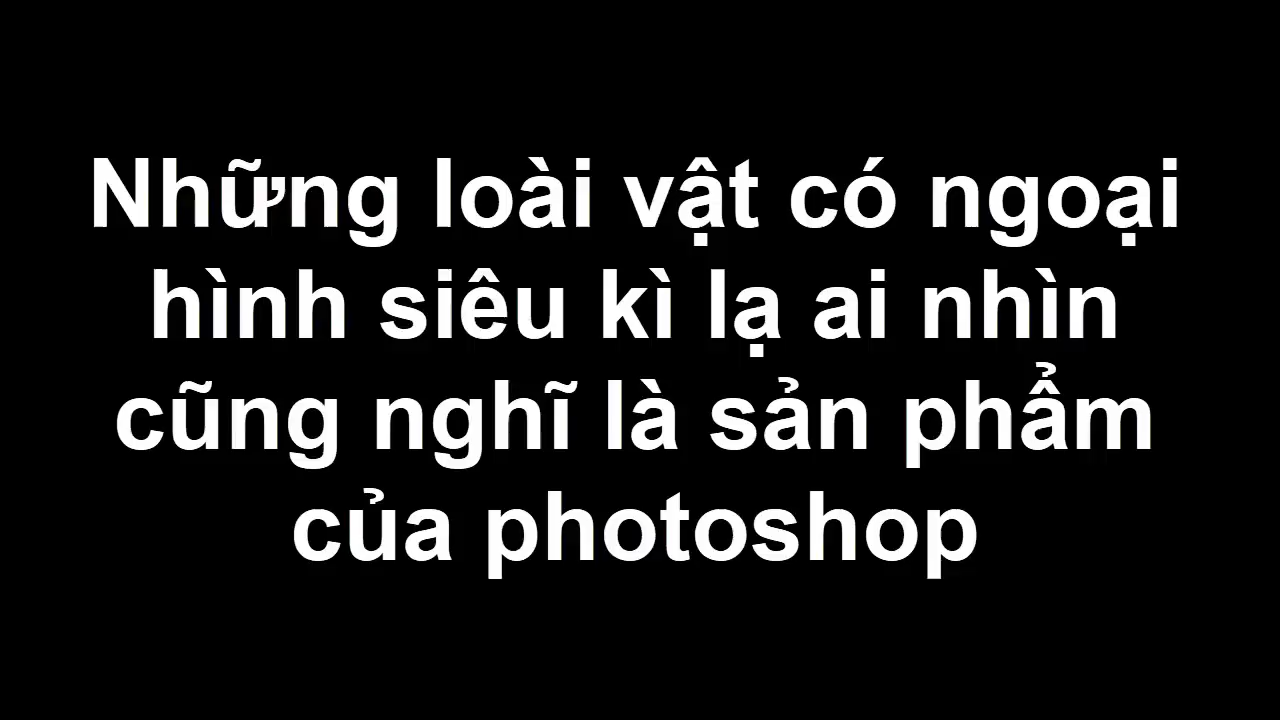 Những loài vật có ngoại
hình siêu kì lạ ai nhìn
cũng nghĩ là sản phẩm
của photoshop